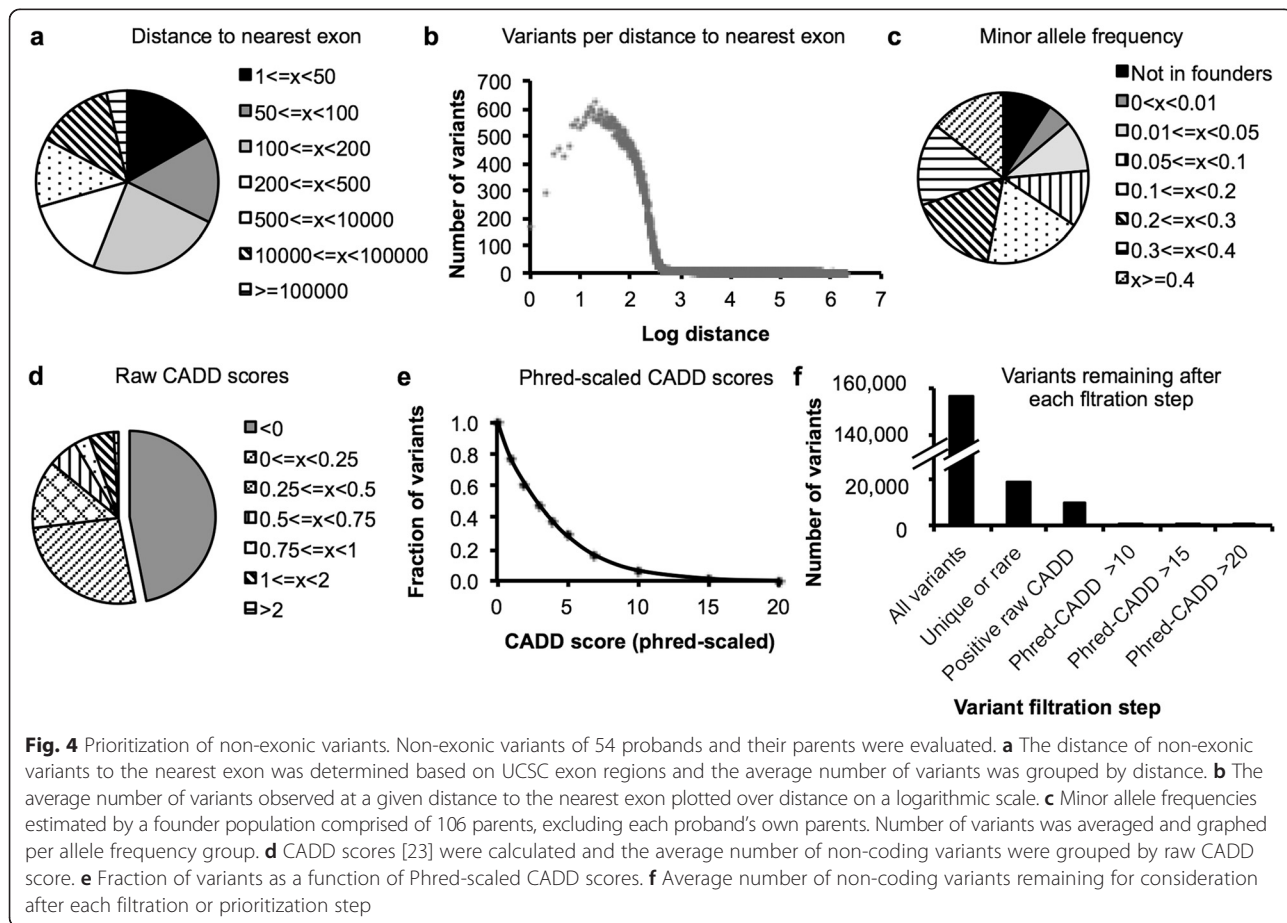 a Distance to nearest exon
1<=x<50
50<=x<100
100<=x<200
200<=x<500
500<=x<10000
10000<=x<100000
>=100000
b Variants per distance to nearest exon
Number of variants
700
600
500
400
300
200
100
0
0 1 2 3 4 5 6 7
Log distance
c Minor allele frequency
Not in founders
0<x<0.01
0.01<=x<0.05
0.05<=x<0.1
0.1<=x<0.2
0.2<=x<0.3
0.3<=x<0.4
x>=0.4
d Raw CADD scores
<0
0<=x<0.25
0.25<=x<0.5
0.5<=x<0.75
0.75<=x<1
1<=x<2
>2
e Phred-scaled CADD scores
Fraction of variants
1.0
0.8
0.6
0.4
0.2
0.0
0 5 10 15 20
CADD score (phred-scaled)
f Variants remaining after
each fltration step
Number of variants
160,000
140,000
20,000
0
All variants
Unique or rare
Positive raw CADD
Phred-CADD >10
Phred-CADD >15
Phred-CADD >20
Variant filtration step
Fig. 4 Prioritization of non-exonic variants. Non-exonic variants of 54 probands and their parents were evaluated. a The distance of non-exonic
variants to the nearest exon was determined based on UCSC exon regions and the average number of variants was grouped by distance. b The
average number of variants observed at a given distance to the nearest exon plotted over distance on a logarithmic scale. c Minor allele frequencies
estimated by a founder population comprised of 106 parents, excluding each proband's own parents. Number of variants was averaged and graphed
per allele frequency group. d CADD scores [23] were calculated and the average number of non-coding variants were grouped by raw CADD
score. e Fraction of variants as a function of Phred-scaled CADD scores. f Average number of non-coding variants remaining for consideration
after each filtration or prioritization step